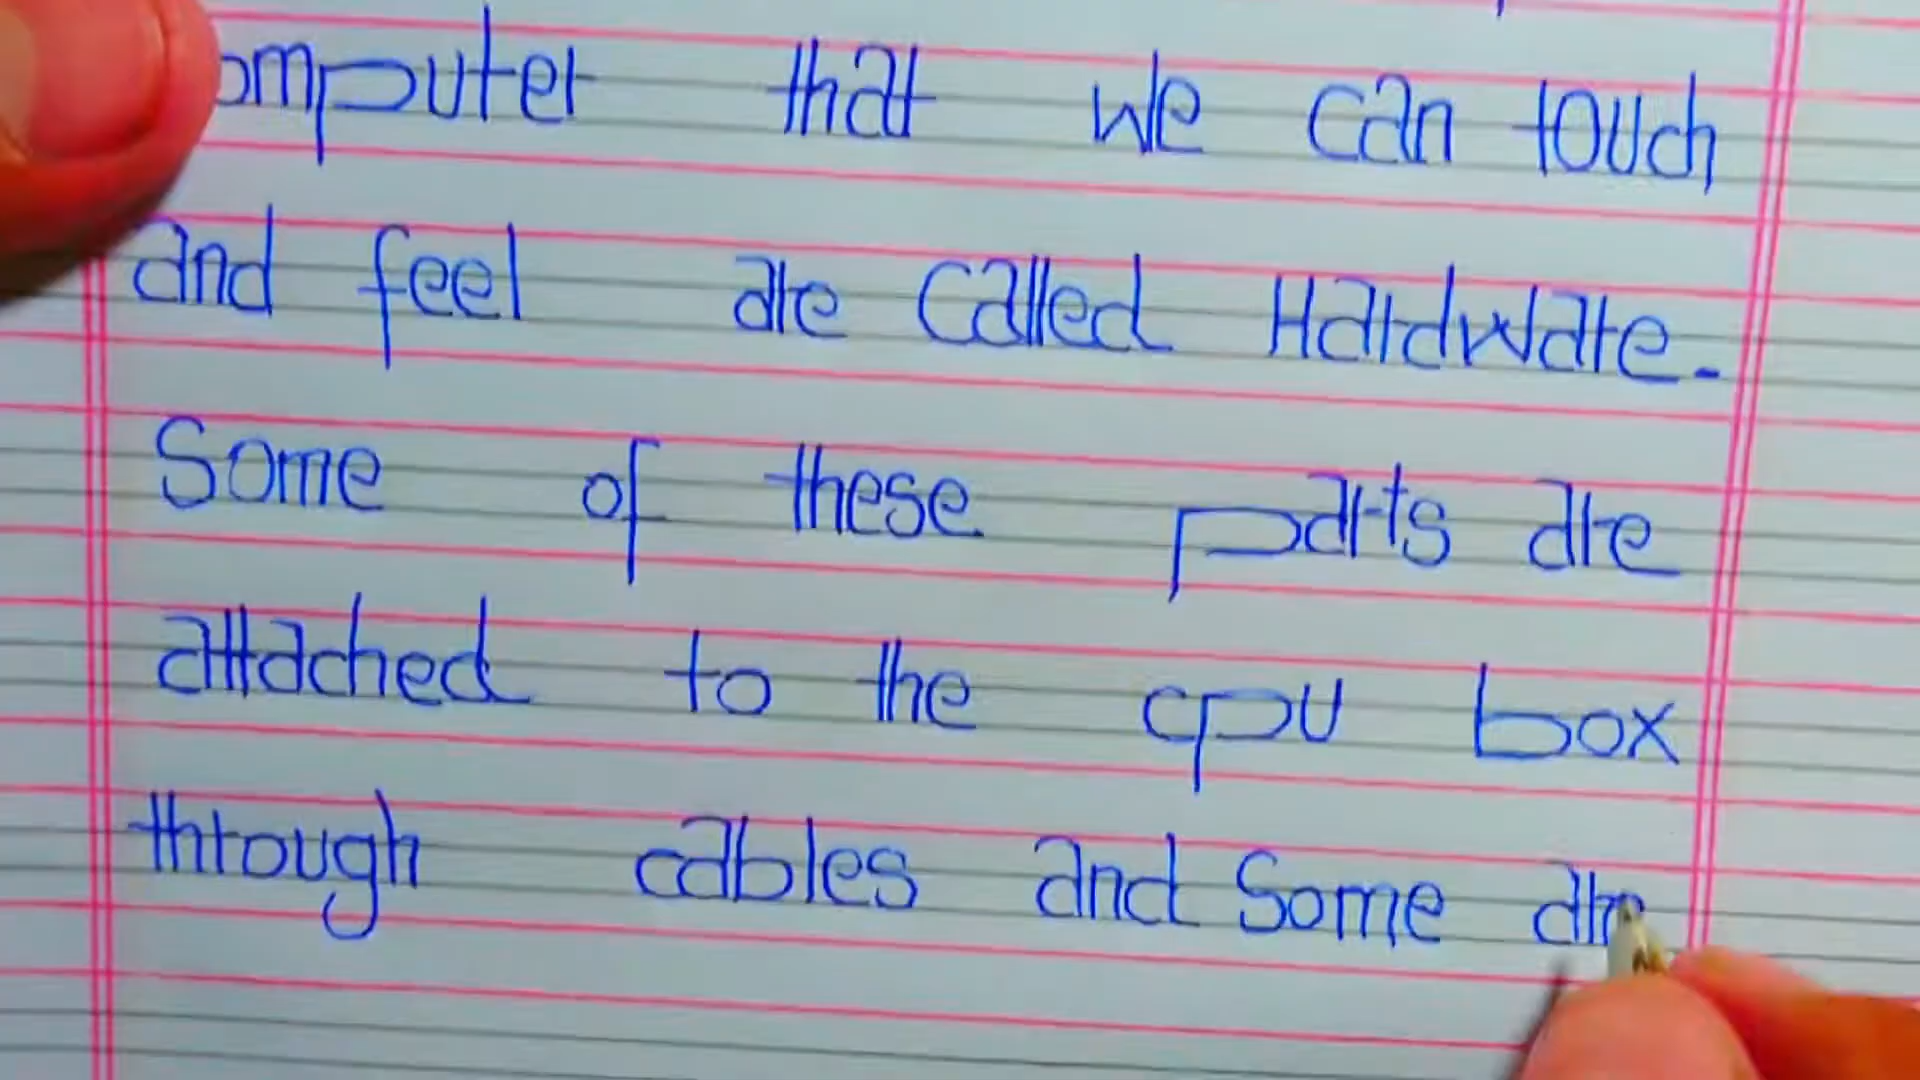 omputer that we can touch
and feel are called Hardware.
Some of these parts are
attached to the cpu box
through cables and Some are